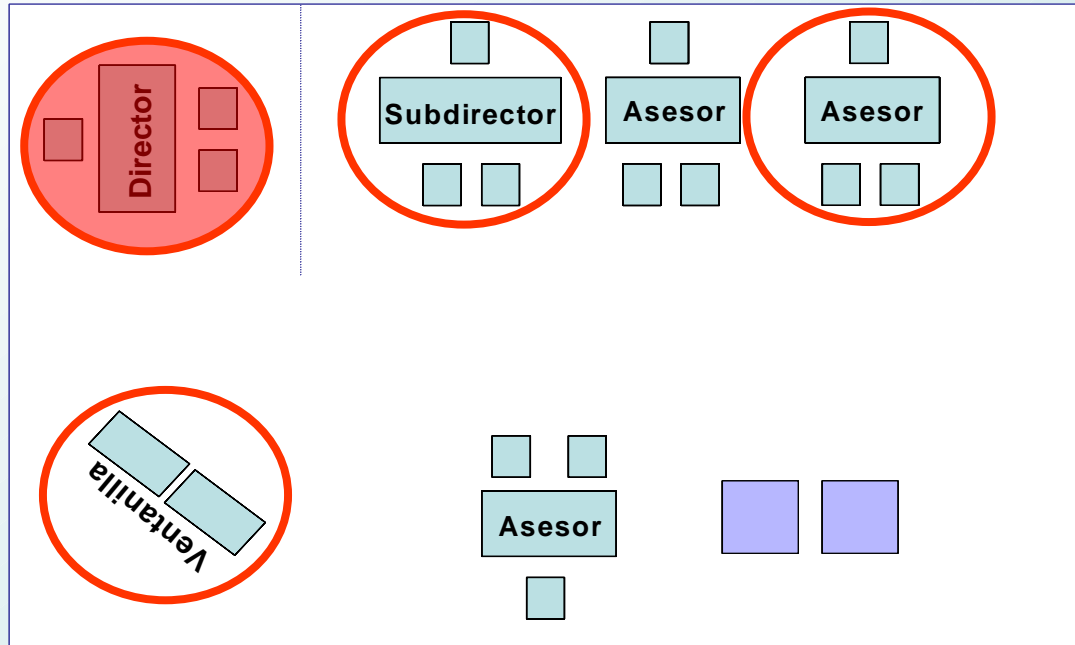 Director
Subdirector
Asesor
Asesor
Ventanilla
Asesor